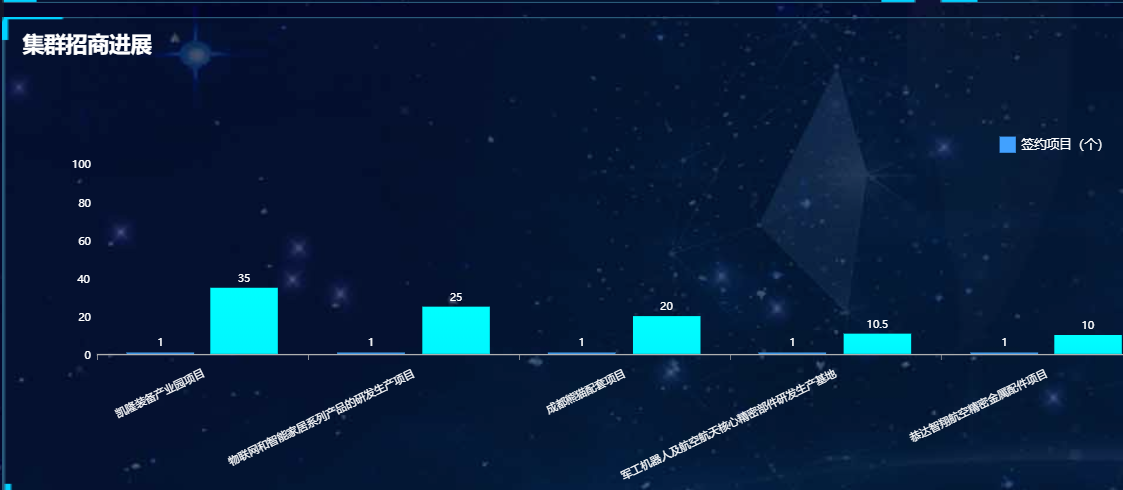 集群招商进展
签约项目（个）
100
80
60
40
20
0
1
35
1
25
1
20
1
10.5
1
10
凯隆装备产业园项目
物联网和智能家居系列产品的研发生产项目
成都熊猫配套项目
军工机器人及航空航天核心精密部件研发生产基地
恭达智翔航空精密金属配件项目